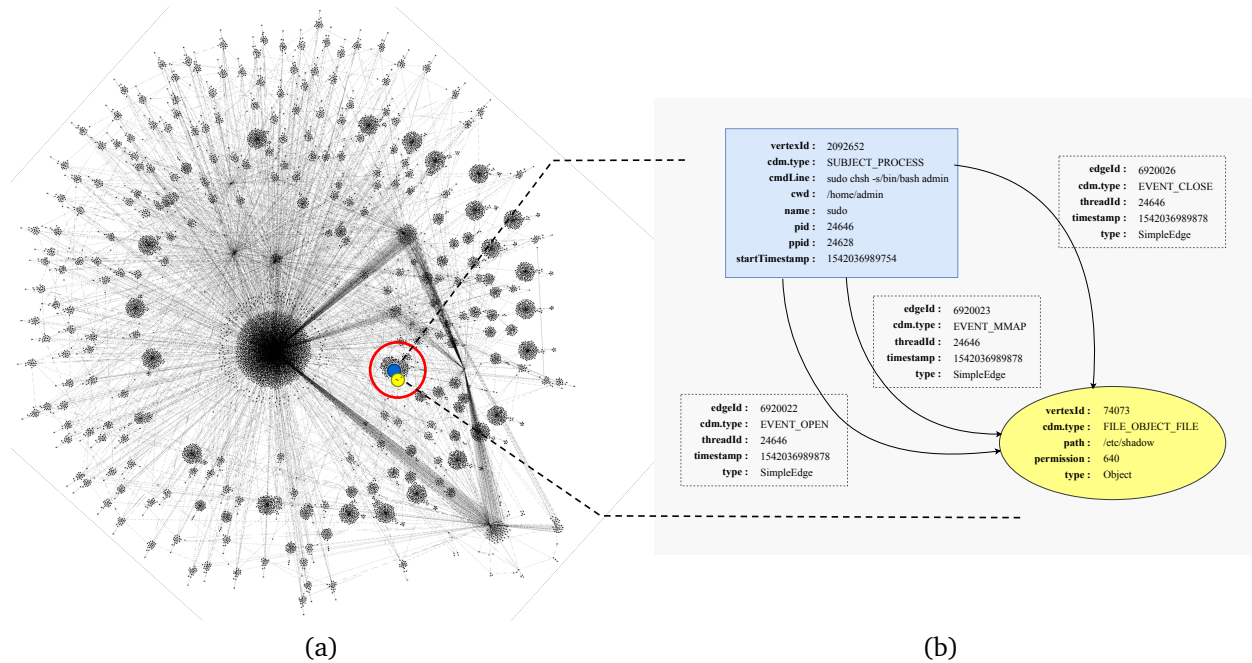 vertexId : 2092652
cdm.type : SUBJECT_PROCESS
cmdLine : sudo chsh -s/bin/bash admin
cwd : /home/admin
name : sudo
pid : 24646
ppid : 24628
startTimestamp : 1542036989754
edgeId : 6920026
cdm.type : EVENT_CLOSE
threadId : 24646
timestamp : 1542036989878
type : SimpleEdge
edgeId : 6920023
cdm.type : EVENT_MMAP
threadId : 24646
timestamp : 1542036989878
type : SimpleEdge
edgeId : 6920022
cdm.type : EVENT_OPEN
threadId : 24646
timestamp : 1542036989878
type : SimpleEdge
vertexId : 74073
cdm.type : FILE_OBJECT_FILE
path : /etc/shadow
permission : 640
type : Object
(a)
(b)